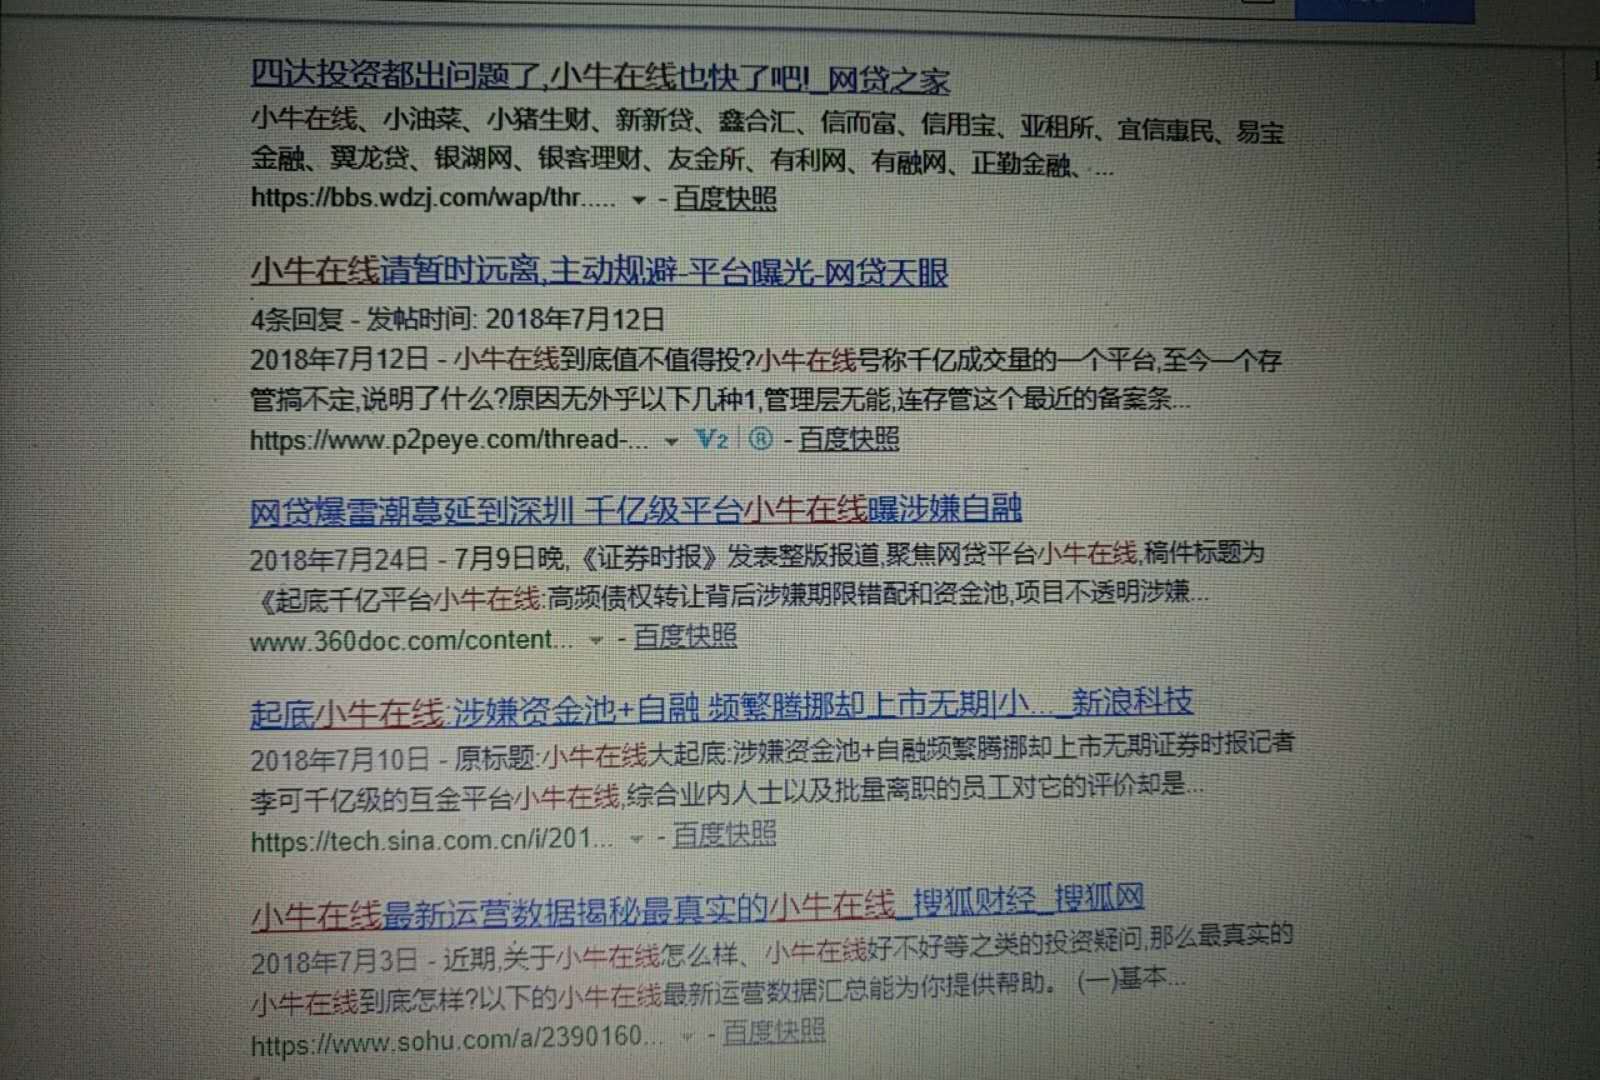 四达投资都出问题了,小牛在线也快了吧!_网贷之家
小牛在线、小油菜、小猪生财、新新贷、鑫合汇、信而富、信用宝、亚租所、宜信惠民、易宝
金融、翼龙贷、银湖网、银客理财、友金所、有利网、有融网、正勤金融、...
https://bbs.wdzj.com/wap/thr..... - 百度快照
小牛在线请暂时远离,主动规避-平台曝光-网贷天眼
4条回复 - 发帖时间: 2018年7月12日
2018年7月12日 - 小牛在线到底值不值得投?小牛在线号称千亿成交量的一个平台,至今一个存
管搞不定,说明了什么?原因无外乎以下几种1,管理层无能,连存管这个最近的备案条...
https://www.p2peye.com/thread-... V2 ® - 百度快照
网贷爆雷潮蔓延到深圳 千亿级平台小牛在线曝涉嫌自融
2018年7月24日 - 7月9日晚,《证券时报》发表整版报道,聚焦网贷平台小牛在线,稿件标题为
《起底千亿平台小牛在线:高频债权转让背后涉嫌期限错配和资金池,项目不透明涉嫌...
www.360doc.com/content... - 百度快照
起底小牛在线:涉嫌资金池+自融 频繁腾挪却上市无期|小..._新浪科技
2018年7月10日 - 原标题:小牛在线大起底:涉嫌资金池+自融频繁腾挪却上市无期证券时报记者
李可千亿级的互金平台小牛在线,综合业内人士以及批量离职的员工对它的评价却是...
https://tech.sina.com.cn/i/201... - 百度快照
小牛在线最新运营数据揭秘最真实的小牛在线_搜狐财经_搜狐网
2018年7月3日 - 近期,关于小牛在线怎么样、小牛在线好不好等之类的投资疑问,那么最真实的
小牛在线到底怎样?以下的小牛在线最新运营数据汇总能为你提供帮助。 (一)基本...
https://www.sohu.com/a/2390160... - 百度快照